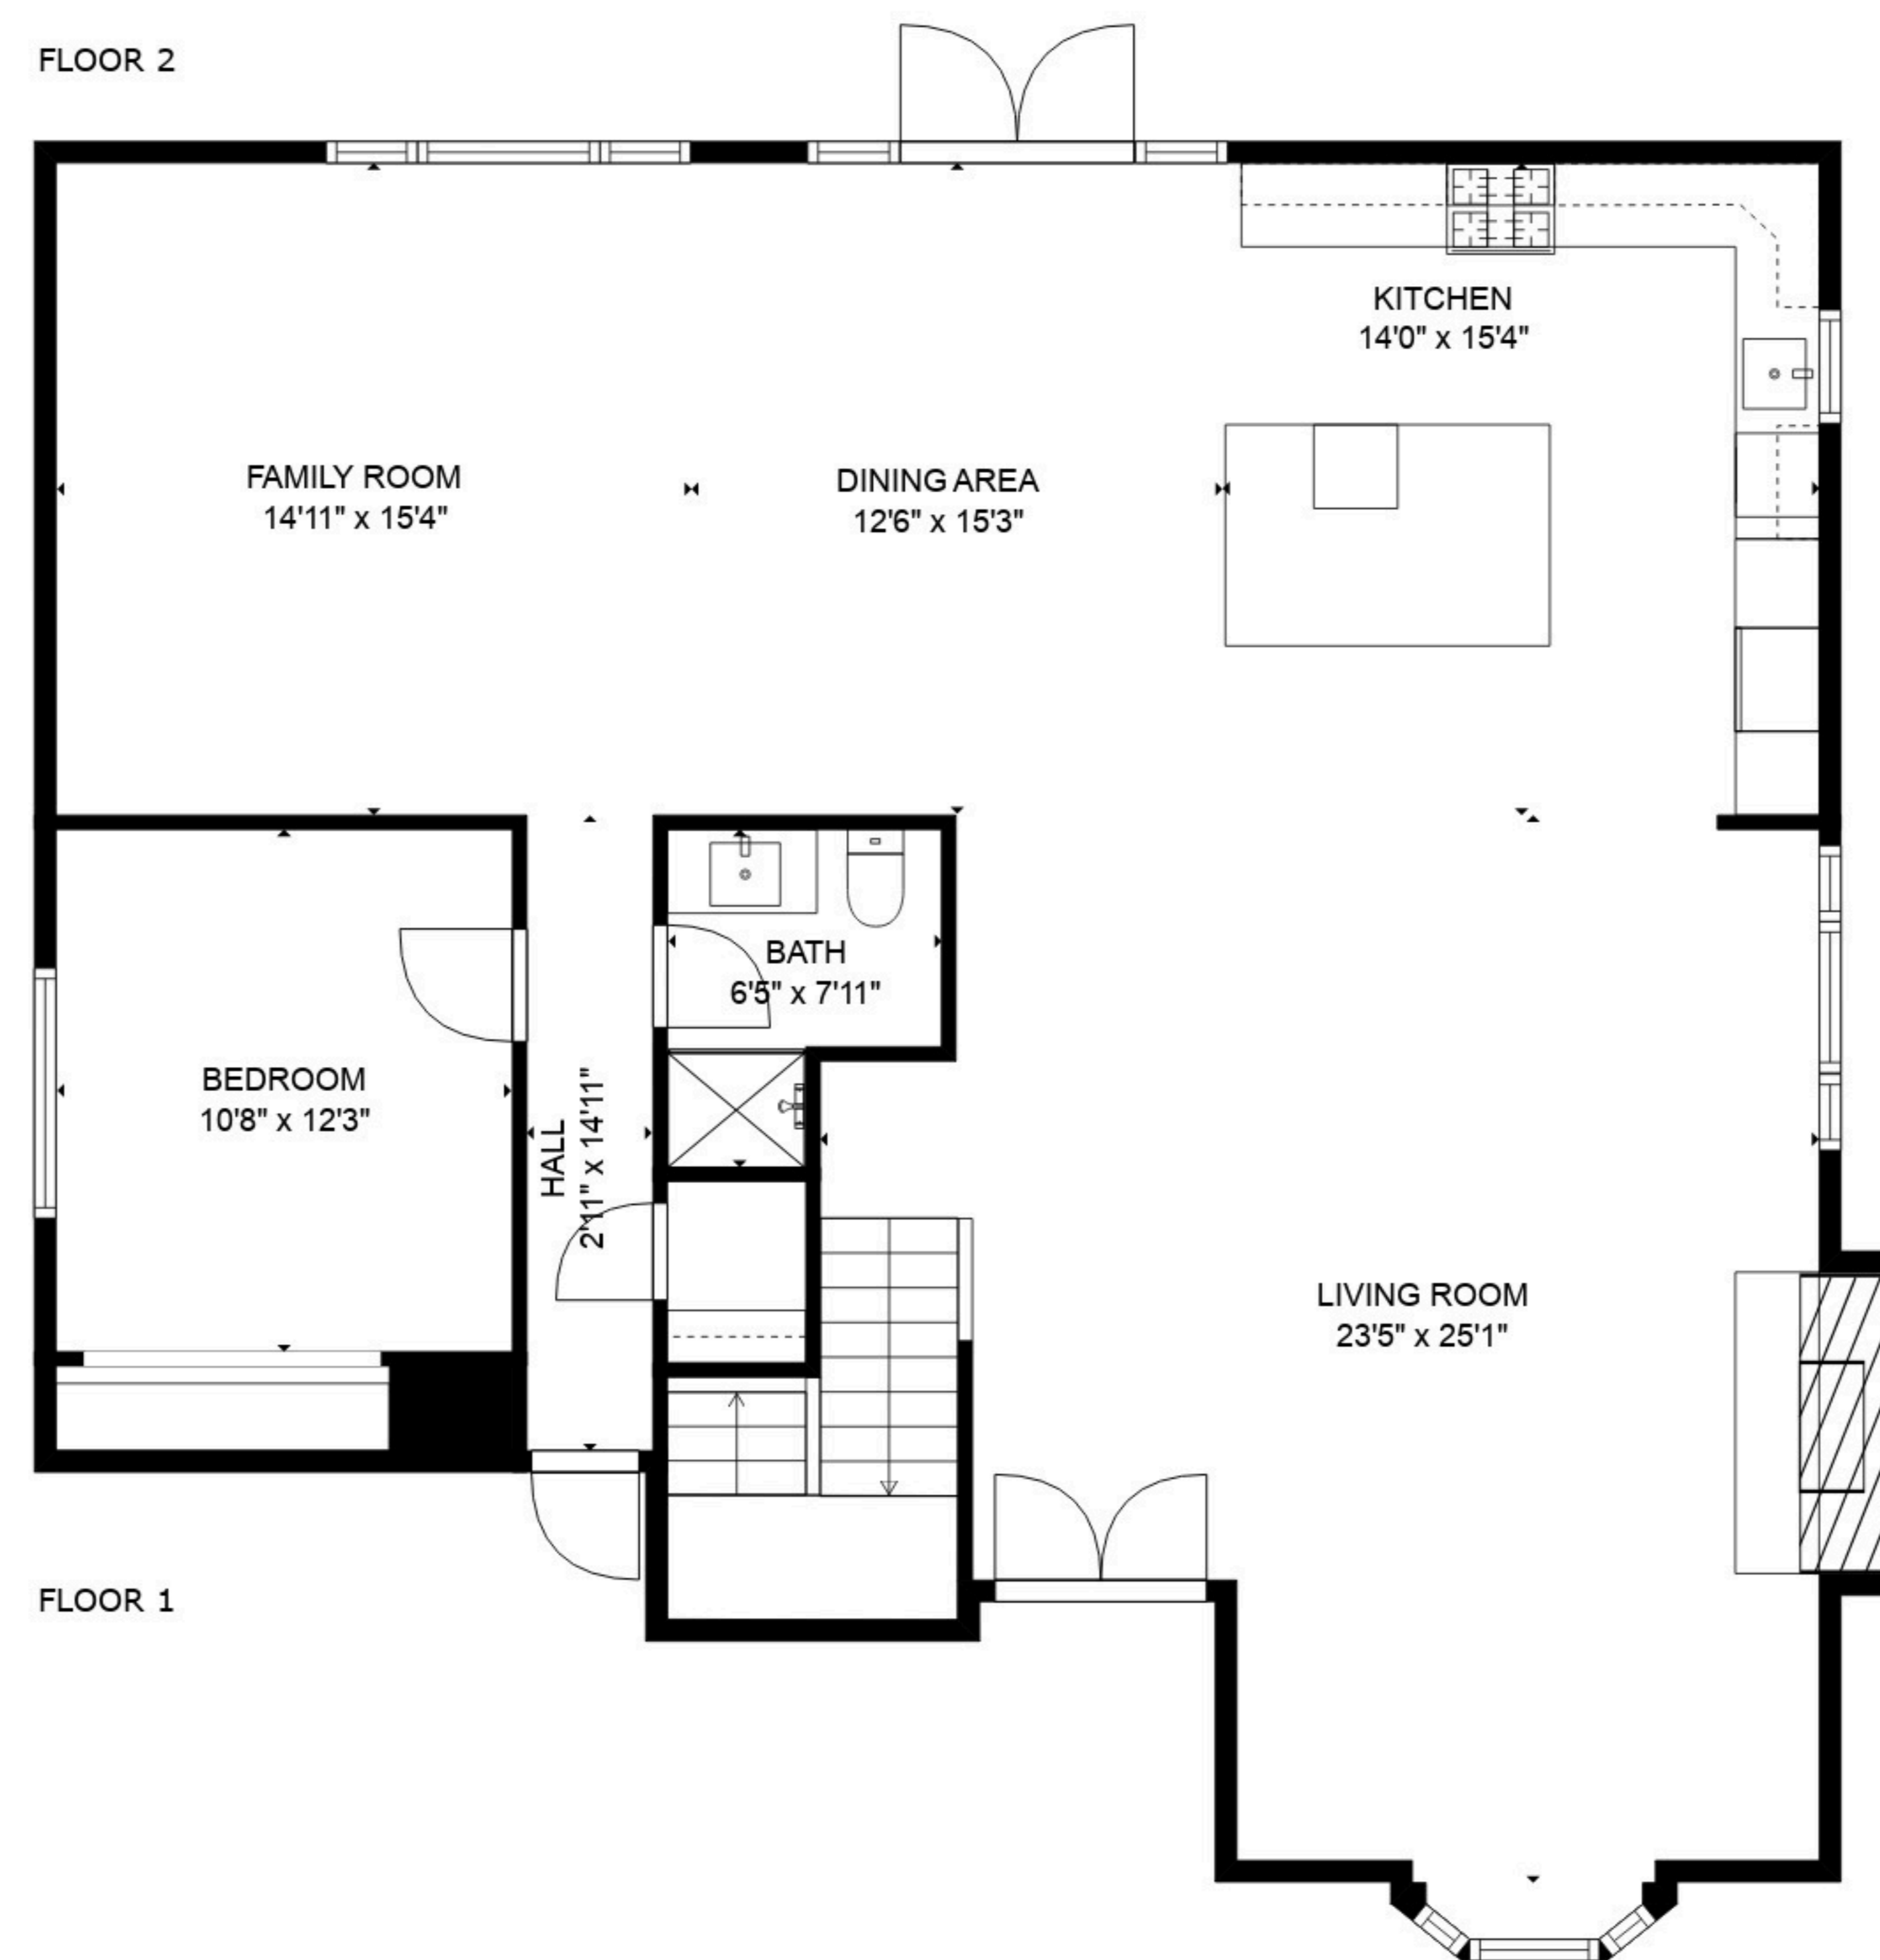 FLOOR 2
KITCHEN
14'0" x 15'4"
FAMILY ROOM
14'11" x 15'4"
DINING AREA
12'6" x 15'3"
BATH
6'5" x 7'11"
BEDROOM
10'8" x 12'3"
HALL
2'11" x 14'11"
LIVING ROOM
23'5" x 25'1"
FLOOR 1